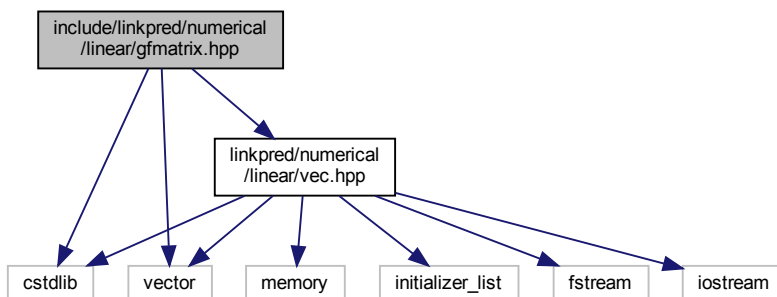 include/linkpred/numerical
/linear/gfmatrix.hpp
linkpred/numerical
/linear/vec.hpp
cstdlib
vector
memory
initializer_list
fstream
iostream